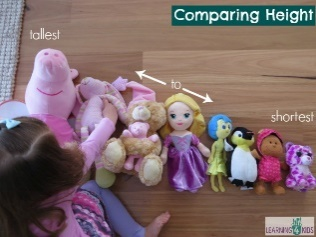 Comparing Height
tallest
to
shortest
LEARNING 4 KIDS